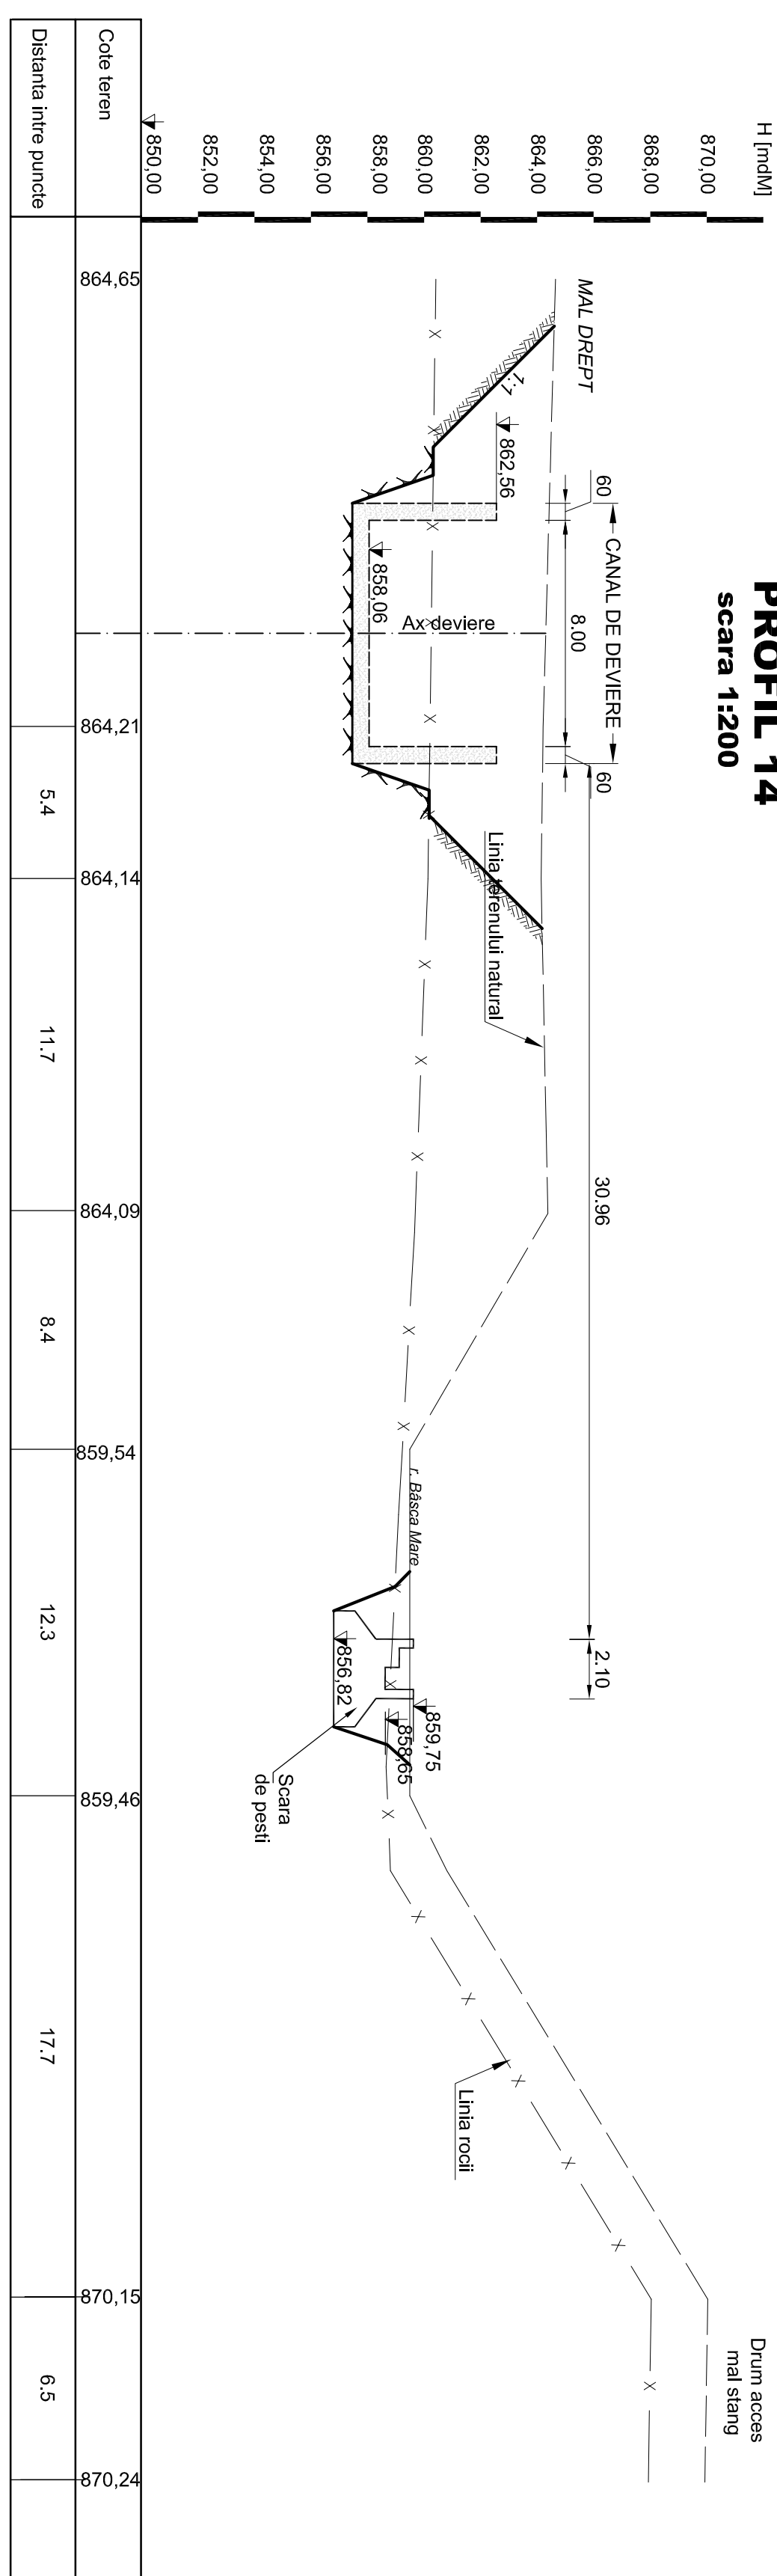 PROFIL 14
scara 1:200
H [mdM]
870,00
868,00
866,00
864,00
862,00
860,00
858,00
856,00
854,00
852,00
850,00
MAL DREPT
1:1
862,56
858,06
60
8.00
60
CANAL DE DEVIERE
Ax deviere
Linia terenului natural
30.96
r. Bâsca Mare
2.10
859,75
858,65
856,82
Scara
de pesti
Linia rocii
Drum acces
mal stang
Cote teren
864,65
864,21
864,14
864,09
859,54
859,46
870,15
870,24
Distanta intre puncte
5.4
11.7
8.4
12.3
17.7
6.5